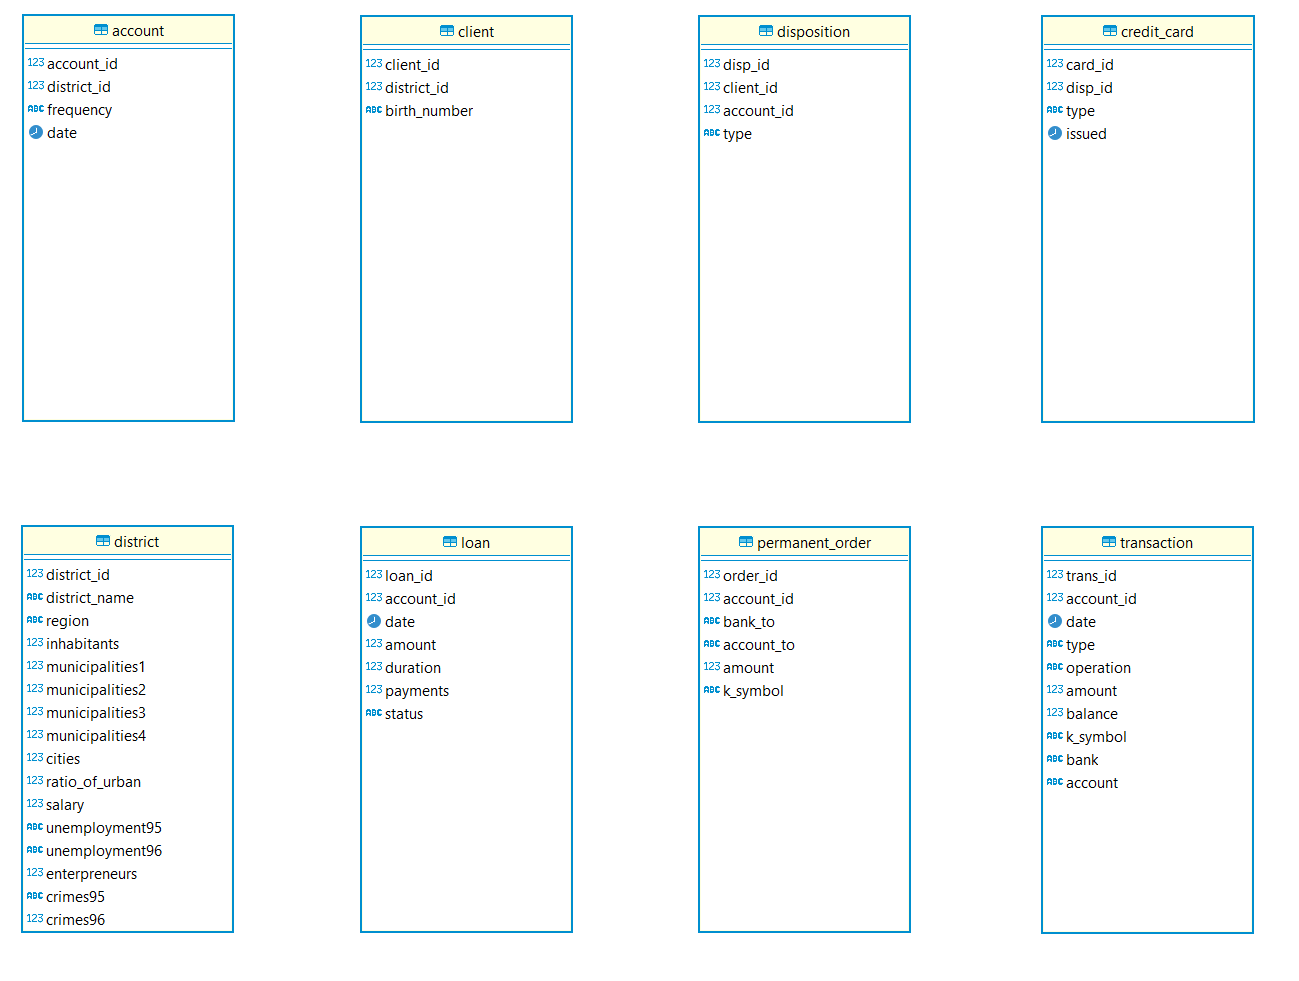 account
123 account_id
123 district_id
ABC frequency
date
client
123 client_id
123 district_id
ABC birth_number
disposition
123 disp_id
123 client_id
123 account_id
ABC type
credit_card
123 card_id
123 disp_id
ABC type
issued
district
123 district_id
ABC district_name
ABC region
123 inhabitants
123 municipalities1
123 municipalities2
123 municipalities3
123 municipalities4
123 cities
123 ratio_of_urban
123 salary
ABC unemployment95
ABC unemployment96
123 enterpreneurs
ABC crimes95
123 crimes96
loan
123 loan_id
123 account_id
date
123 amount
123 duration
123 payments
ABC status
permanent_order
123 order_id
123 account_id
ABC bank_to
ABC account_to
123 amount
ABC k_symbol
transaction
123 trans_id
123 account_id
date
ABC type
ABC operation
123 amount
123 balance
ABC k_symbol
ABC bank
ABC account